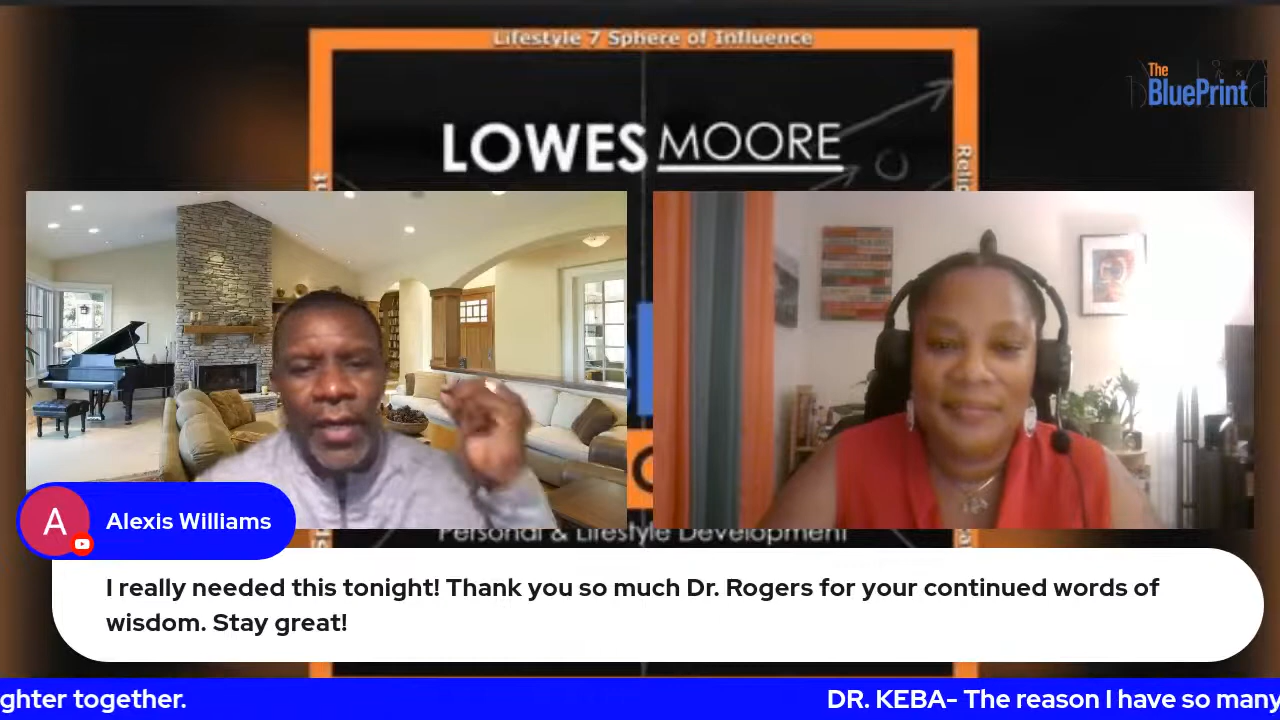 Lifestyle 7 Sphere of Influence
The
BluePrint
LOWES MOORE
Personal & Lifestyle Development
A
Alexis Williams
I really needed this tonight! Thank you so much Dr. Rogers for your continued words of
wisdom. Stay great!
ghter together.
DR. KEBA- The reason I have so many